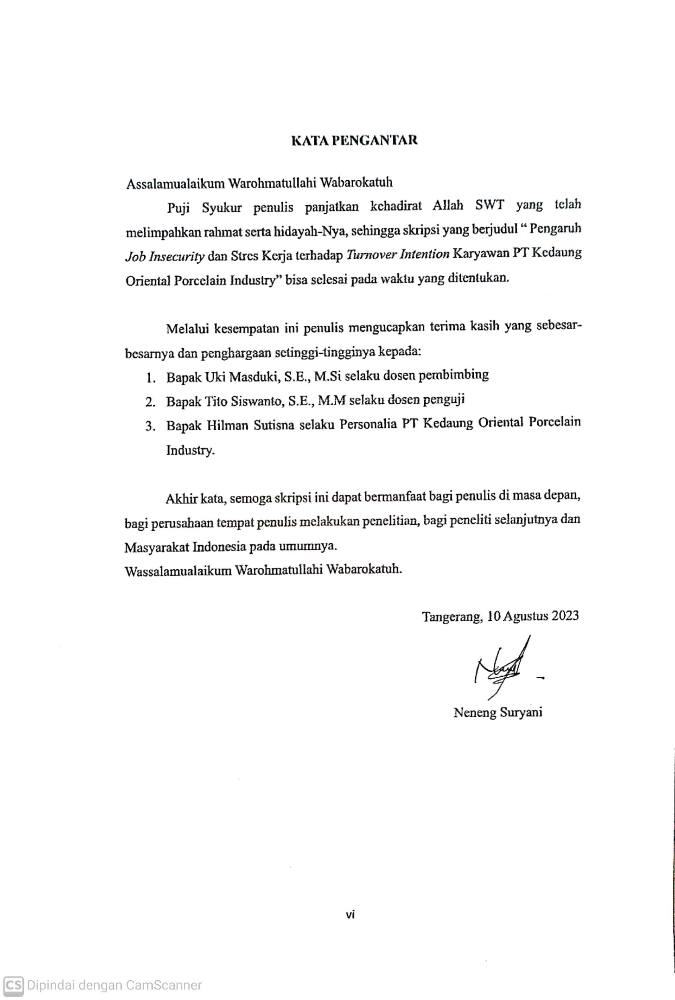 KATA PENGANTAR
Assalamualaikum Warohmatullahi Wabarokatuh
Puji Syukur penulis panjatkan kehadirat Allah SWT yang telah
melimpahkan rahmat serta hidayah-Nya, sehingga skripsi yang berjudul “ Pengaruh
Job Insecurity dan Stres Kerja terhadap Turnover Intention Karyawan PT Kedaung
Oriental Porcelain Industry” bisa selesai pada waktu yang ditentukan.
Melalui kesempatan ini penulis mengucapkan terima kasih yang sebesar-
besarnya dan penghargaan setinggi-tingginya kepada:
1. Bapak Uki Masduki, S.E., M.Si selaku dosen pembimbing
2. Bapak Tito Siswanto, S.E., M.M selaku dosen penguji
3. Bapak Hilman Sutisna selaku Personalia PT Kedaung Oriental Porcelain
Industry.
Akhir kata, semoga skripsi ini dapat bermanfaat bagi penulis di masa depan,
bagi perusahaan tempat penulis melakukan penelitian, bagi peneliti selanjutnya dan
Masyarakat Indonesia pada umumnya.
Wassalamualaikum Warohmatullahi Wabarokatuh.
Tangerang, 10 Agustus 2023
Neneng Suryani
vi
CS Dipindai dengan CamScanner